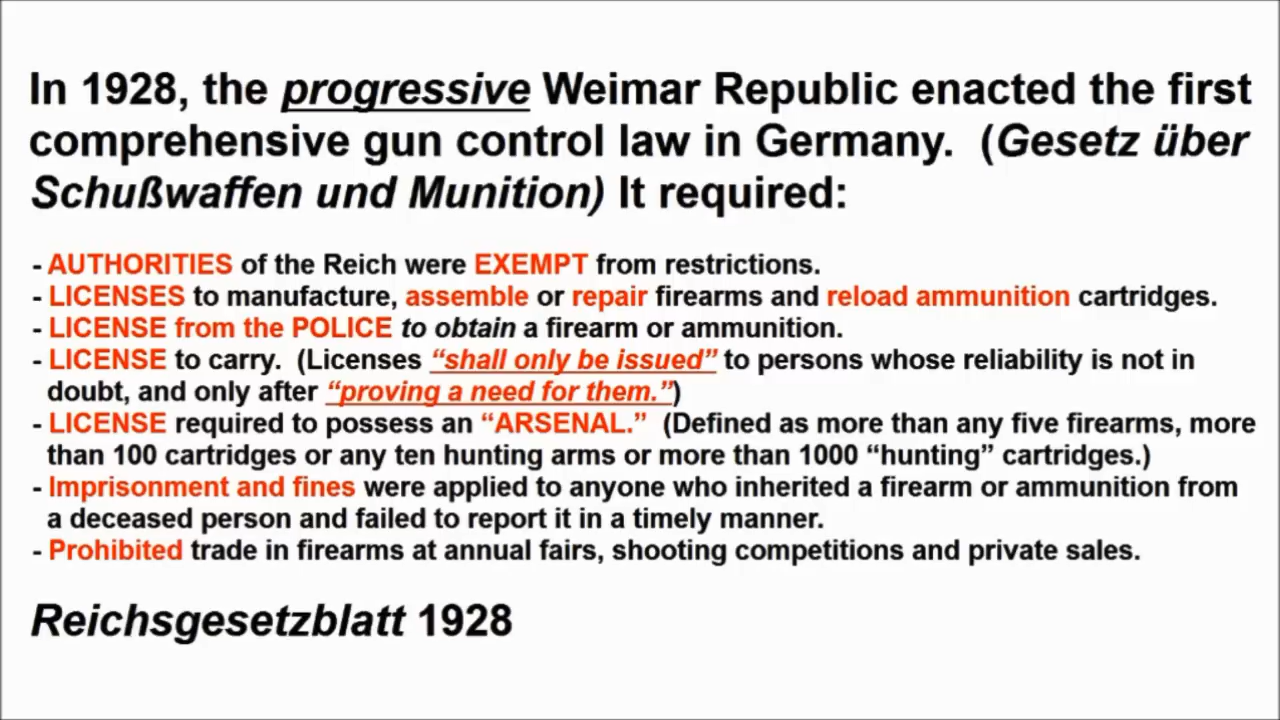 In 1928, the progressive Weimar Republic enacted the first
comprehensive gun control law in Germany. (Gesetz über
Schußwaffen und Munition) It required:
- AUTHORITIES of the Reich were EXEMPT from restrictions.
- LICENSES to manufacture, assemble or repair firearms and reload ammunition cartridges.
- LICENSE from the POLICE to obtain a firearm or ammunition.
- LICENSE to carry. (Licenses “shall only be issued” to persons whose reliability is not in
doubt, and only after “proving a need for them.”)
- LICENSE required to possess an “ARSENAL.” (Defined as more than any five firearms, more
than 100 cartridges or any ten hunting arms or more than 1000 “hunting” cartridges.)
- Imprisonment and fines were applied to anyone who inherited a firearm or ammunition from
a deceased person and failed to report it in a timely manner.
- Prohibited trade in firearms at annual fairs, shooting competitions and private sales.
Reichsgesetzblatt 1928